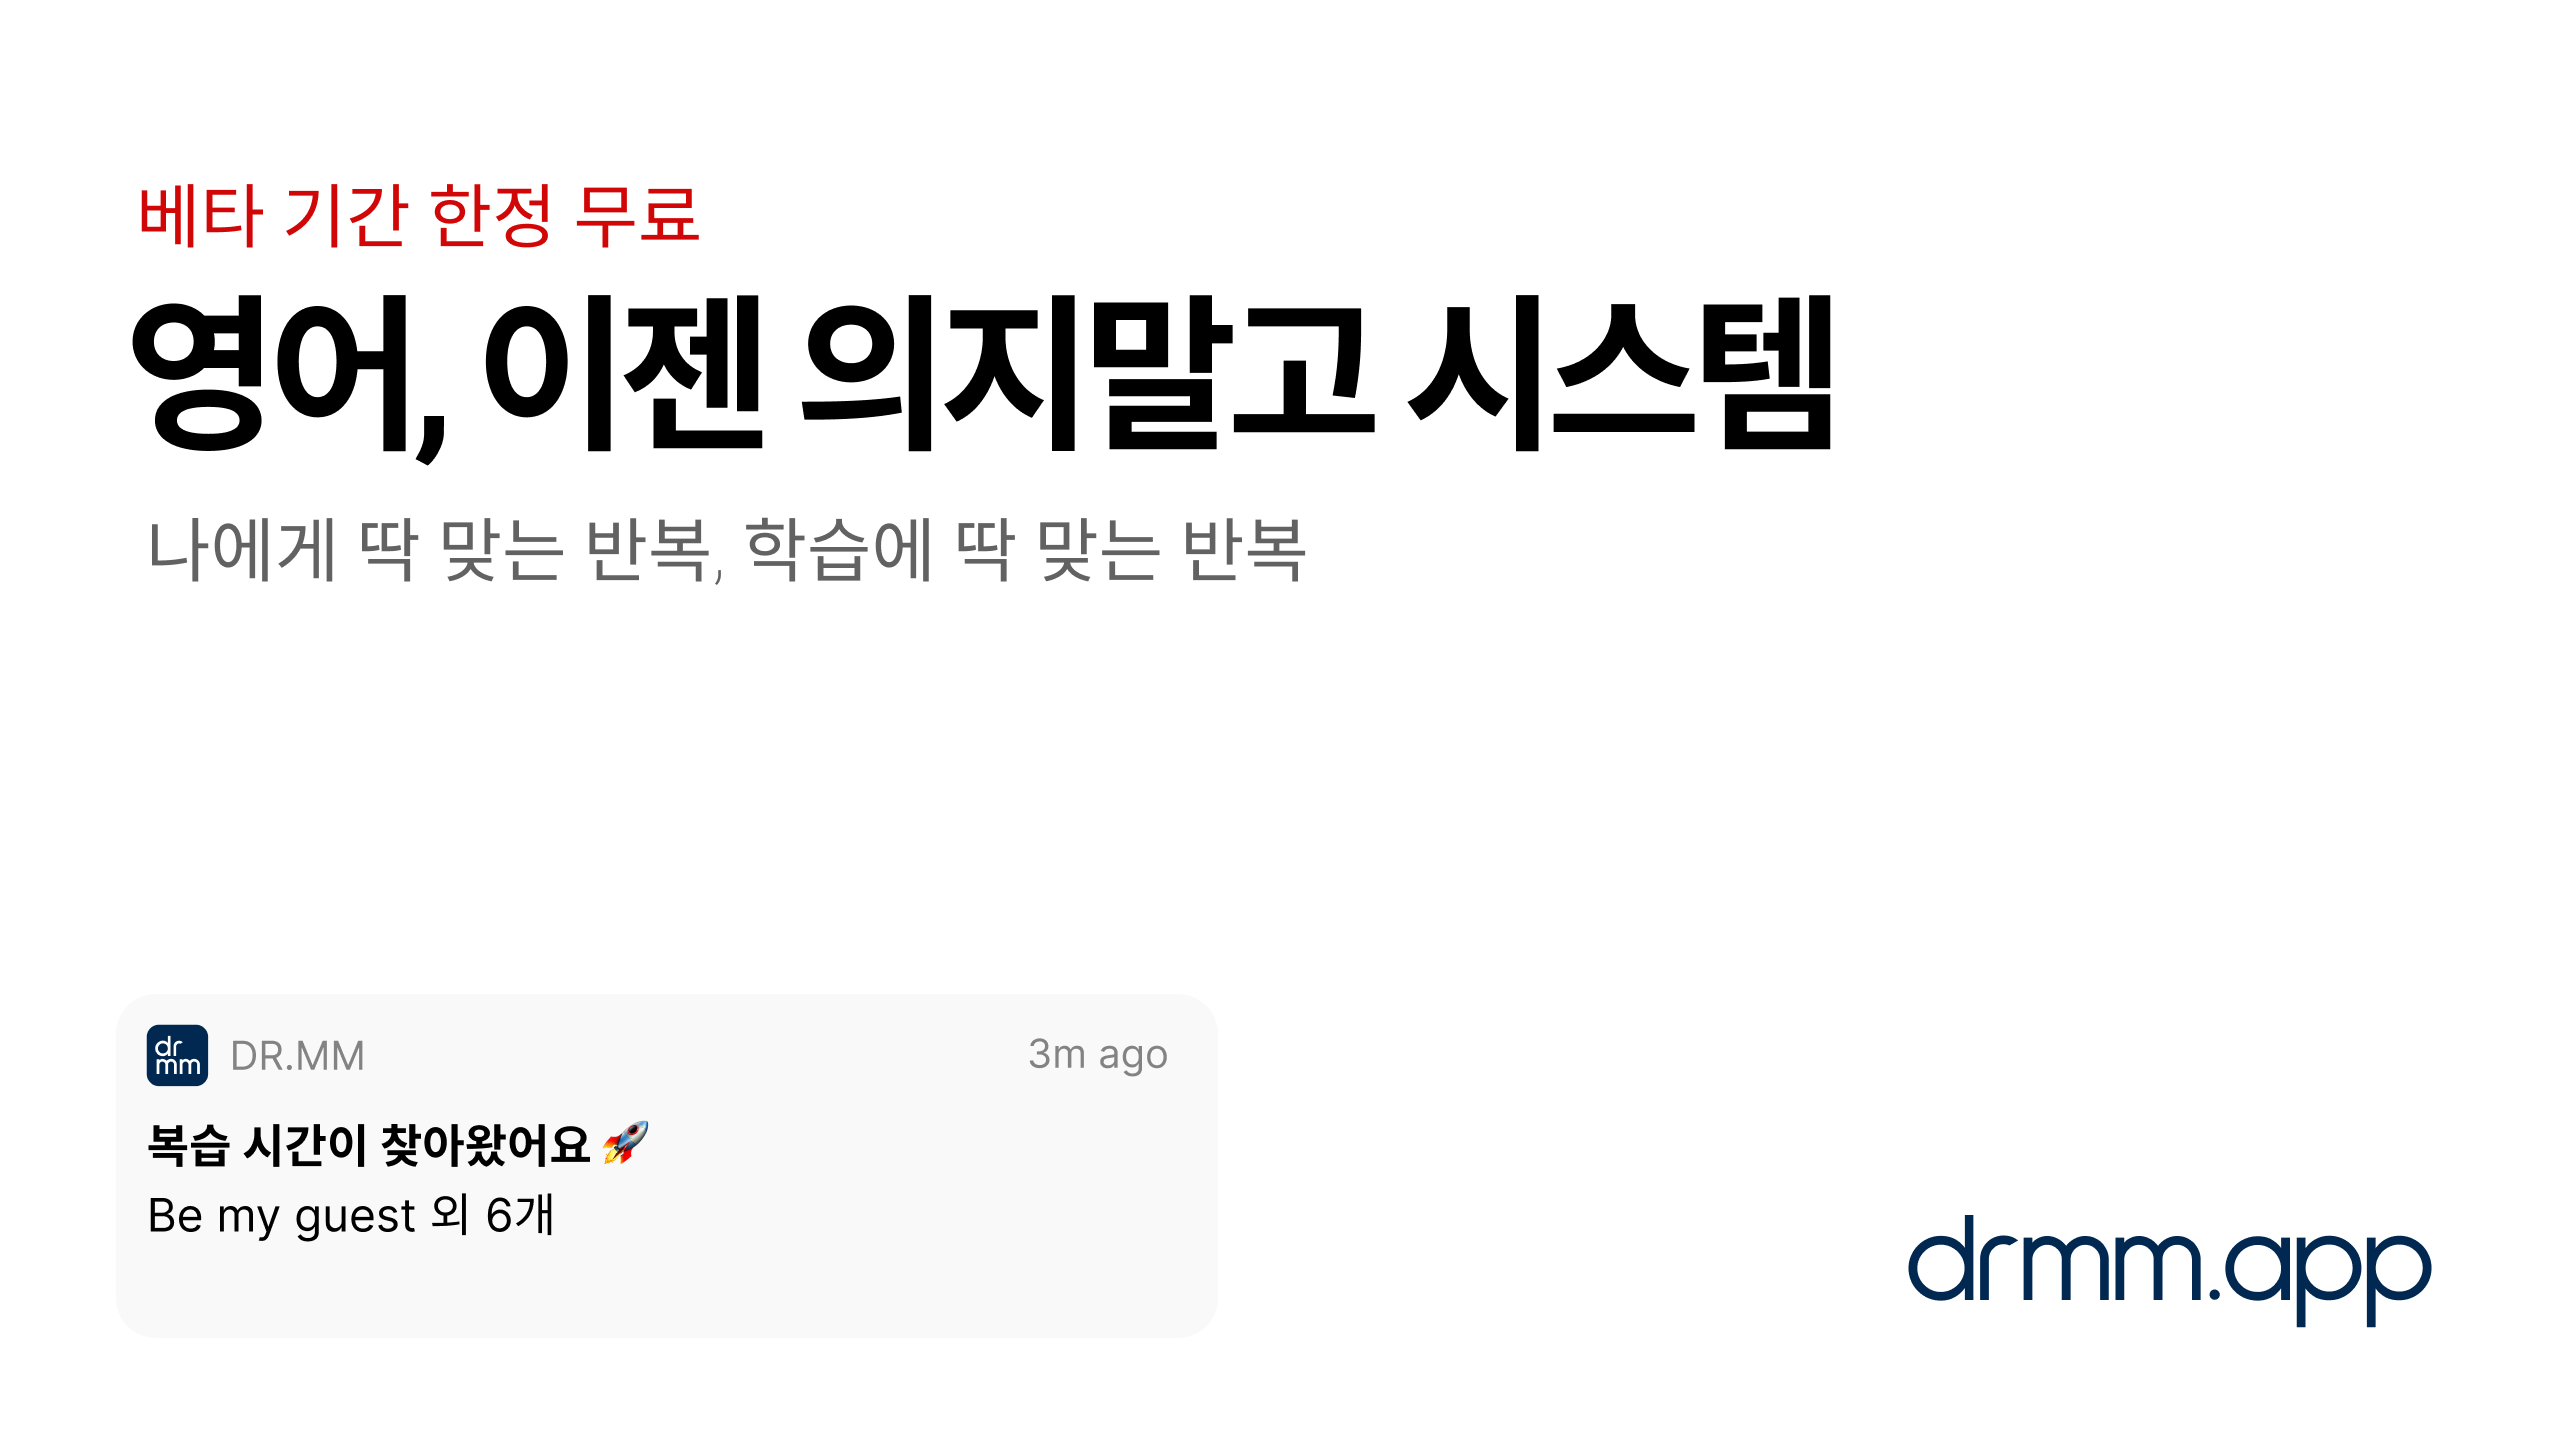 베타 기간 한정 무료
영어, 이젠 의지말고 시스템
나에게 딱 맞는 반복, 학습에 딱 맞는 반복
dr
mm
DR.MM
3m ago
복습 시간이 찾아왔어요 🚀
Be my guest 외 6개
drmm.app